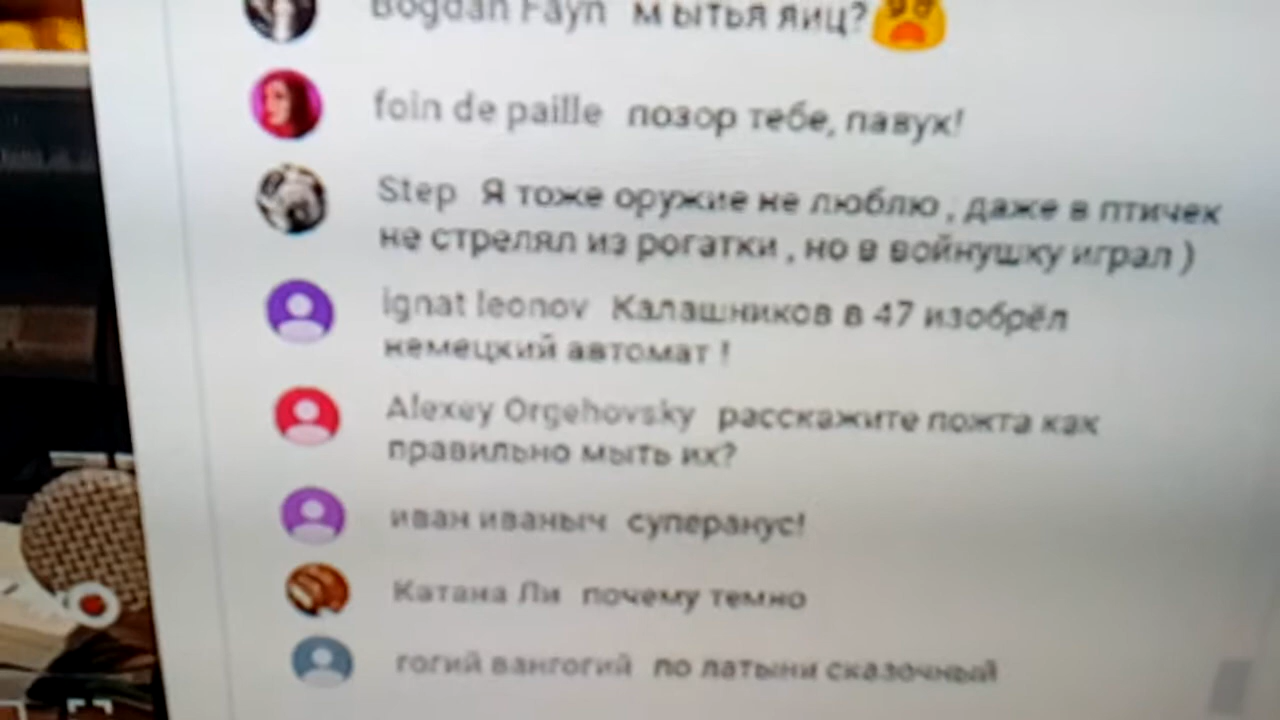 Bogdan Fayn мытья яиц?
foin de paille позор тебе, павук!
Step Я тоже оружие не люблю , даже в птичек
не стрелял из рогатки , но в войнушку играл )
ignat leonov Калашников в 47 изобрёл
немецкий автомат !
Alexey Orgehovsky расскажите пожта как
правильно мыть их?
иван иваныч суперанус!
Катана Ли почему темно
гогий вангогий по латыни сказочный